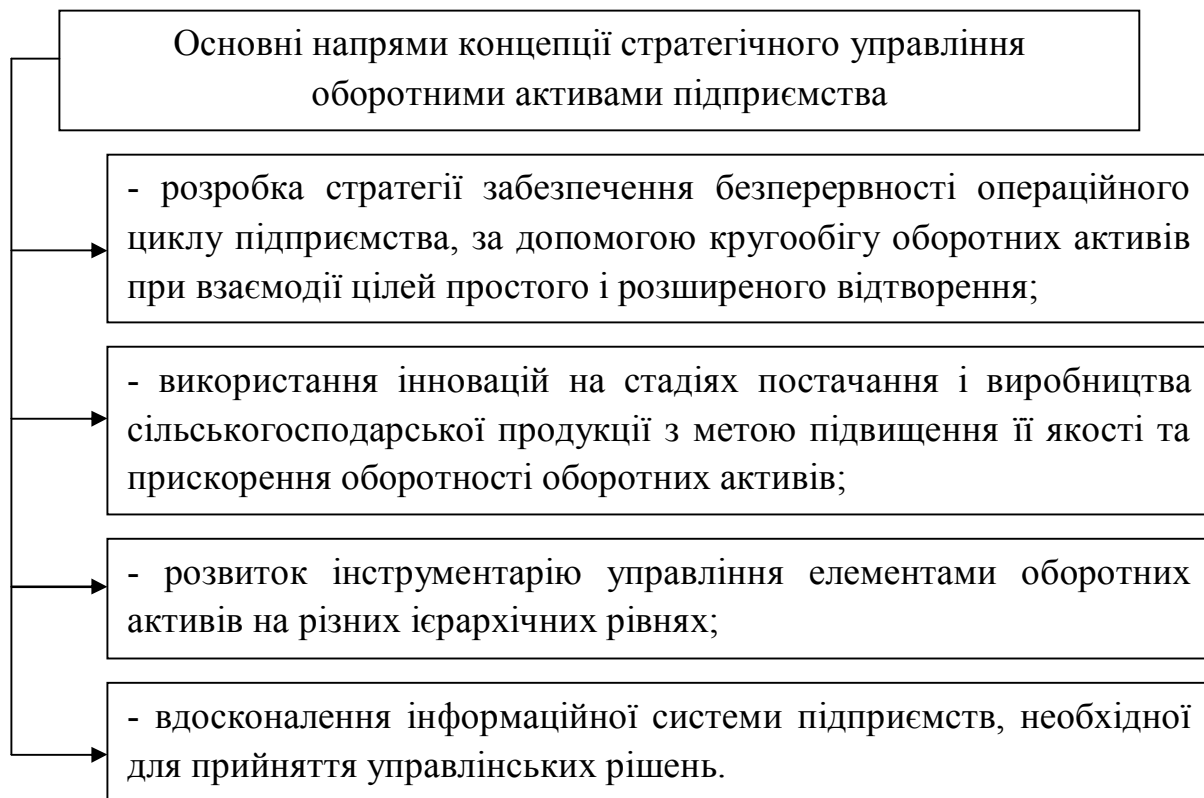 Основні напрями концепції стратегічного управління
оборотними активами підприємства
- розробка стратегії забезпечення безперервності операційного
циклу підприємства, за допомогою кругообігу оборотних активів
при взаємодії цілей простого і розширеного відтворення;
- використання інновацій на стадіях постачання і виробництва
сільськогосподарської продукції з метою підвищення її якості та
прискорення оборотності оборотних активів;
- розвиток інструментарію управління елементами оборотних
активів на різних ієрархічних рівнях;
- вдосконалення інформаційної системи підприємств, необхідної
для прийняття управлінських рішень.